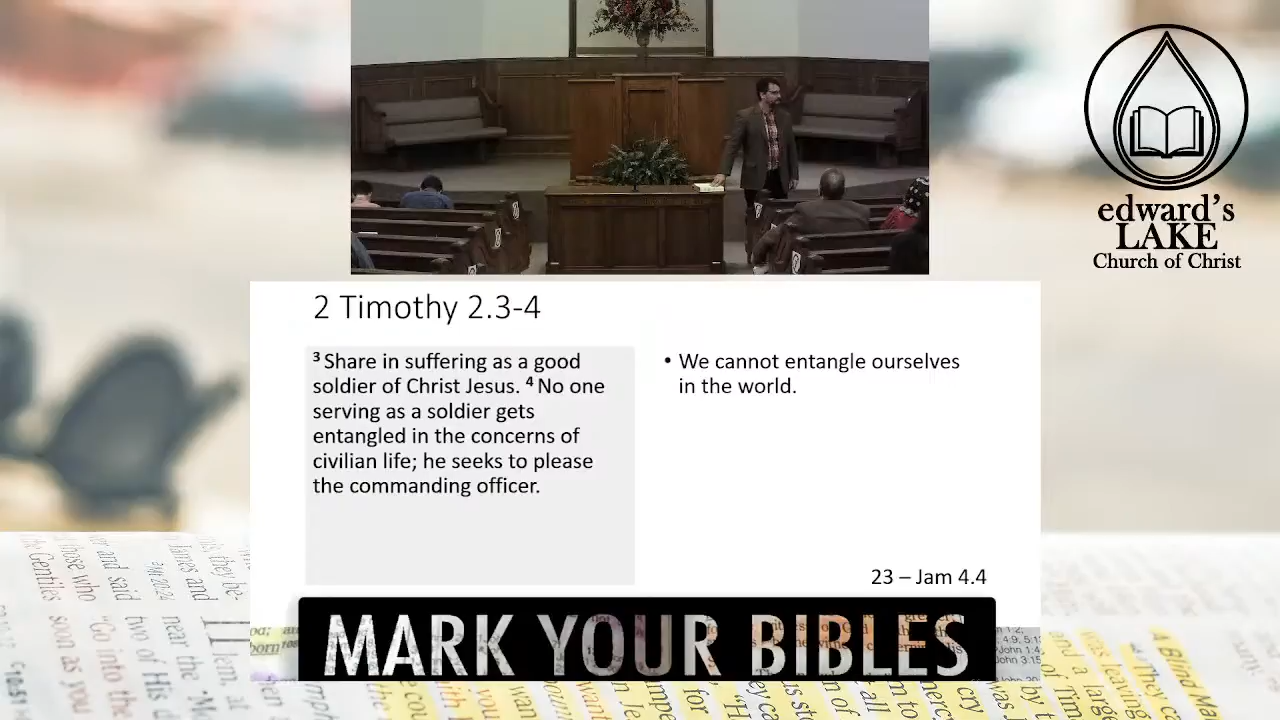 edward's
LAKE
Church of Christ
2 Timothy 2.3-4
³ Share in suffering as a good
soldier of Christ Jesus. ⁴ No one
serving as a soldier gets
entangled in the concerns of
civilian life; he seeks to please
the commanding officer.
• We cannot entangle ourselves
in the world.
23 – Jam 4.4
MARK YOUR BIBLES